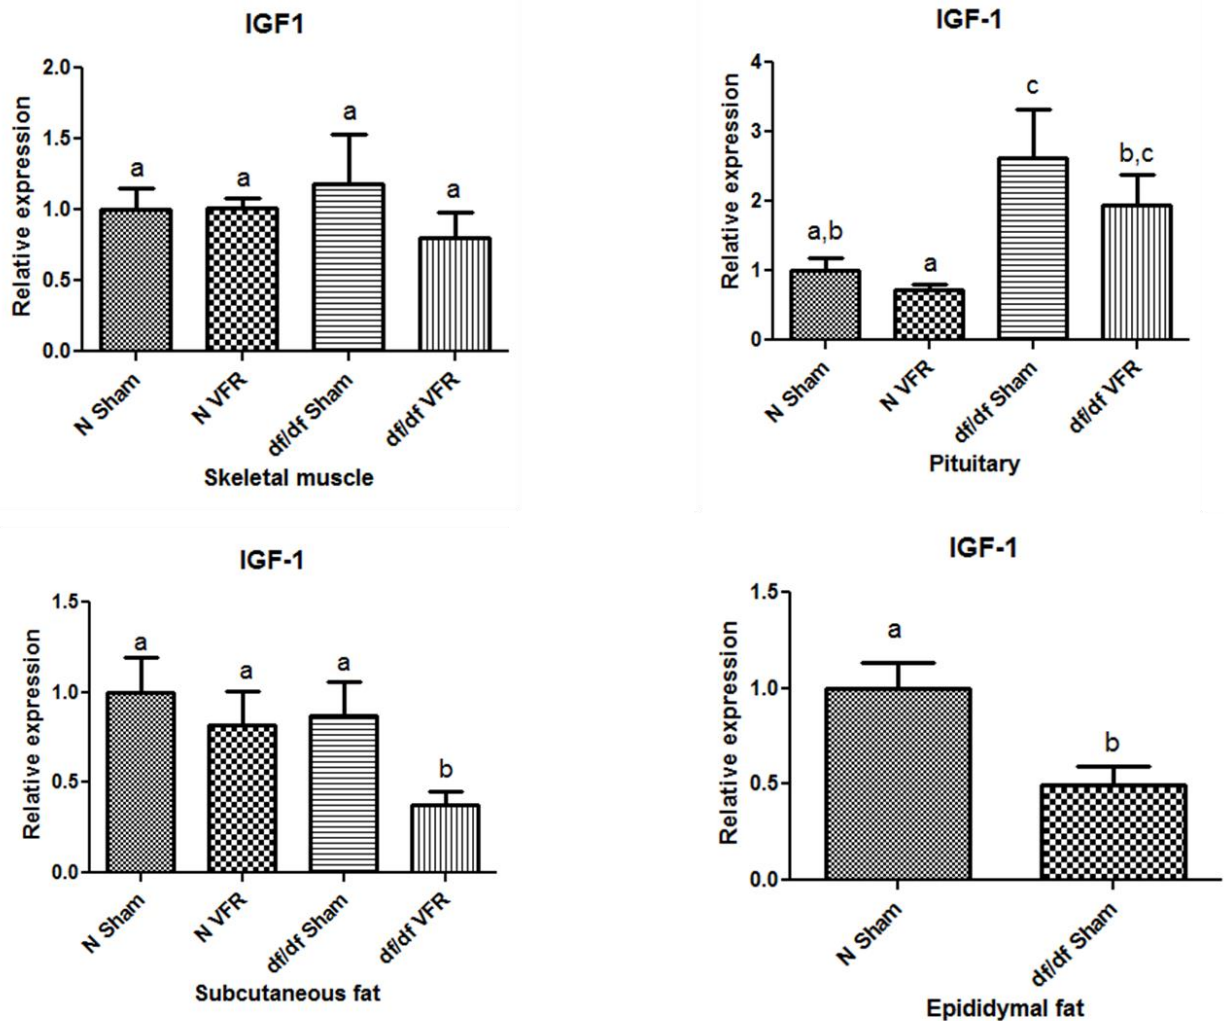 IGF1
Relative expression
2.0
1.5
1.0
0.5
0.0
a
a
a
a
N Sham
N VFR
df/df Sham
df/df VFR
Skeletal muscle
IGF-1
Relative expression
4
3
2
1
0
a,b
a
c
b,c
N Sham
N VFR
df/df Sham
df/df VFR
Pituitary
IGF-1
Relative expression
1.5
1.0
0.5
0.0
a
a
a
b
N Sham
N VFR
df/df Sham
df/df VFR
Subcutaneous fat
IGF-1
Relative expression
1.5
1.0
0.5
0.0
a
b
N Sham
df/df Sham
Epididymal fat